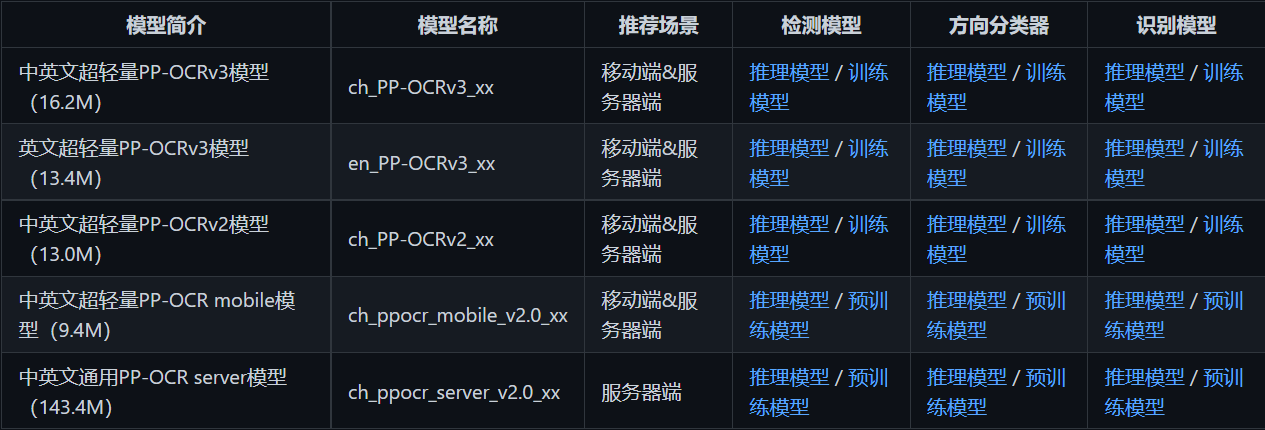 模型简介 模型名称 推荐场景 检测模型 方向分类器 识别模型
中英文超轻量PP-OCRv3模型（16.2M） ch_PP-OCRv3_xx 移动端&服务器端 推理模型 / 训练模型 推理模型 / 训练模型 推理模型 / 训练模型
英文超轻量PP-OCRv3模型（13.4M） en_PP-OCRv3_xx 移动端&服务器端 推理模型 / 训练模型 推理模型 / 训练模型 推理模型 / 训练模型
中英文超轻量PP-OCRv2模型（13.0M） ch_PP-OCRv2_xx 移动端&服务器端 推理模型 / 训练模型 推理模型 / 训练模型 推理模型 / 训练模型
中英文超轻量PP-OCR mobile模型（9.4M） ch_ppocr_mobile_v2.0_xx 移动端&服务器端 推理模型 / 预训练模型 推理模型 / 预训练模型 推理模型 / 预训练模型
中英文通用PP-OCR server模型（143.4M） ch_ppocr_server_v2.0_xx 服务器端 推理模型 / 预训练模型 推理模型 / 预训练模型 推理模型 / 预训练模型